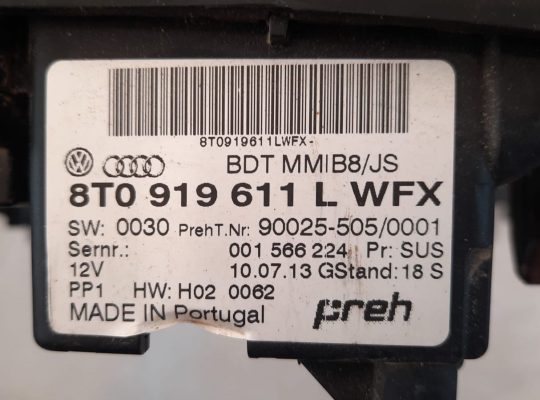 8T0919611LWFX-
BDT MMIB8/JS
8T0 919 611 L WFX
SW: 0030 PrehT.Nr: 90025-505/0001
Sernr.: 001 566 224 Pr: SUS
12V 10.07.13 GStand: 18 S
PP1 HW: H02 0062
MADE IN Portugal preh